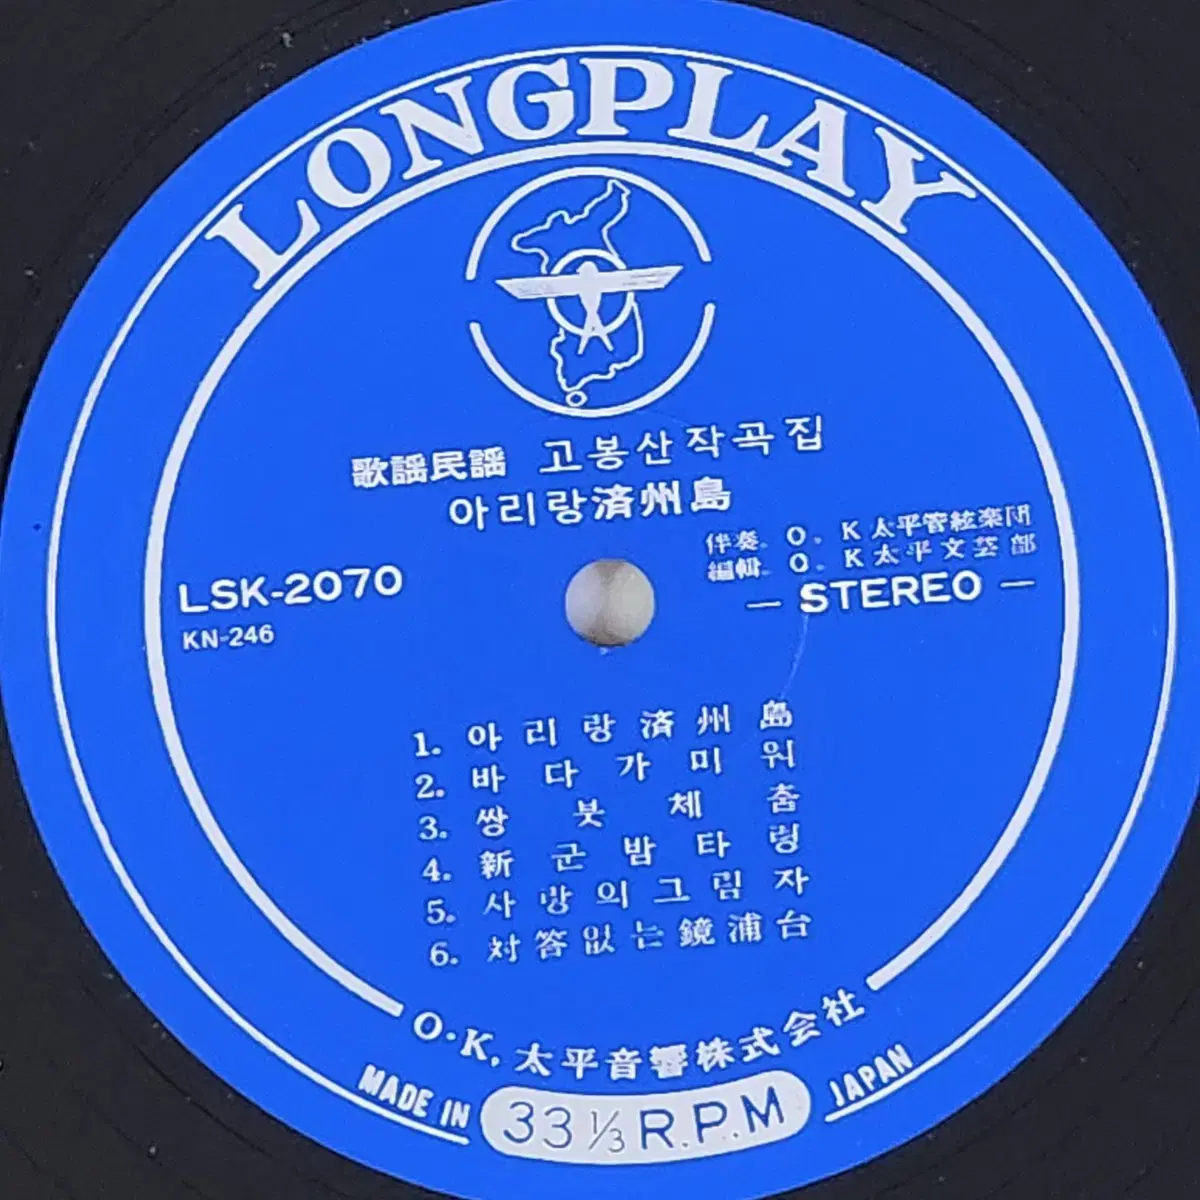 LONGPLAY
歌謡民謡 고봉산작곡집
아리랑済州島
伴奏. O. K 太平管絃楽団
編輯. O. K 太平文芸部
LSK-2070
— STEREO —
KN-246
1. 아리랑済州島
2. 바다가미워
3. 쌍붓체춤
4. 新군밤타령
5. 사랑의그림자
6. 対答없는鏡浦台
O·K. 太平音響株式会社
MADE IN JAPAN
33 1/3 R.P.M